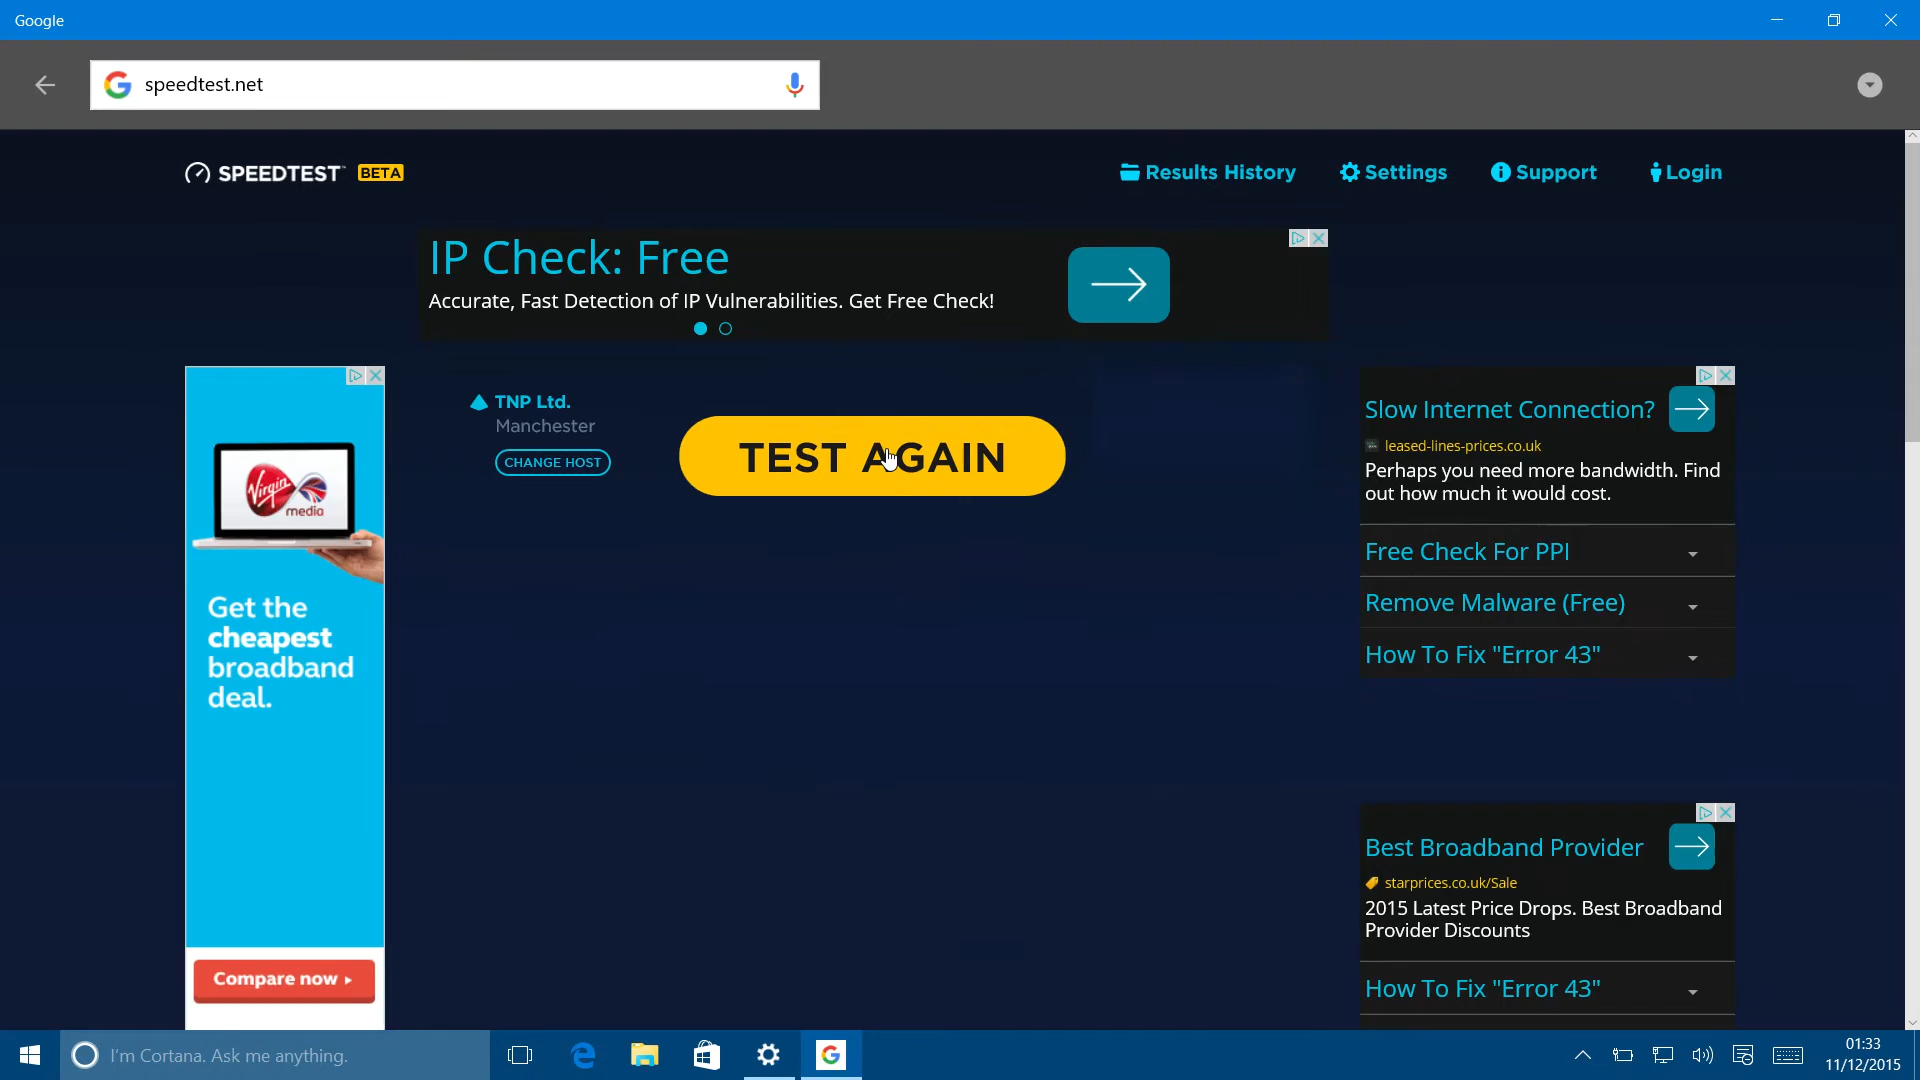 Google
speedtest.net
SPEEDTEST™ BETA
Results History
Settings
Support
Login
IP Check: Free
Accurate, Fast Detection of IP Vulnerabilities. Get Free Check!
TNP Ltd.
Manchester
CHANGE HOST
TEST AGAIN
Virgin
media
Get the
cheapest
broadband
deal.
Compare now
Slow Internet Connection?
leased-lines-prices.co.uk
Perhaps you need more bandwidth. Find
out how much it would cost.
Free Check For PPI
Remove Malware (Free)
How To Fix "Error 43"
Best Broadband Provider
starprices.co.uk/Sale
2015 Latest Price Drops. Best Broadband
Provider Discounts
How To Fix "Error 43"
I'm Cortana. Ask me anything.
01:33
11/12/2015